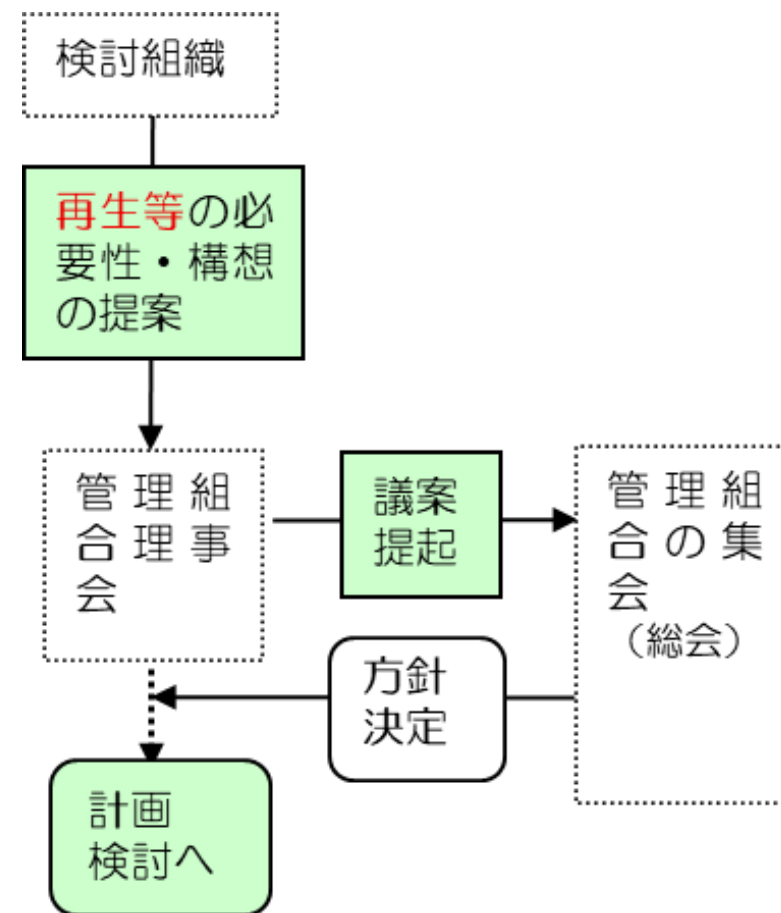 検討組織
再生等の必
要性・構想
の提案
管理組
合理事
会
議案
提起
管理組
合の集
会
（総会）
方針
決定
計画
検討へ